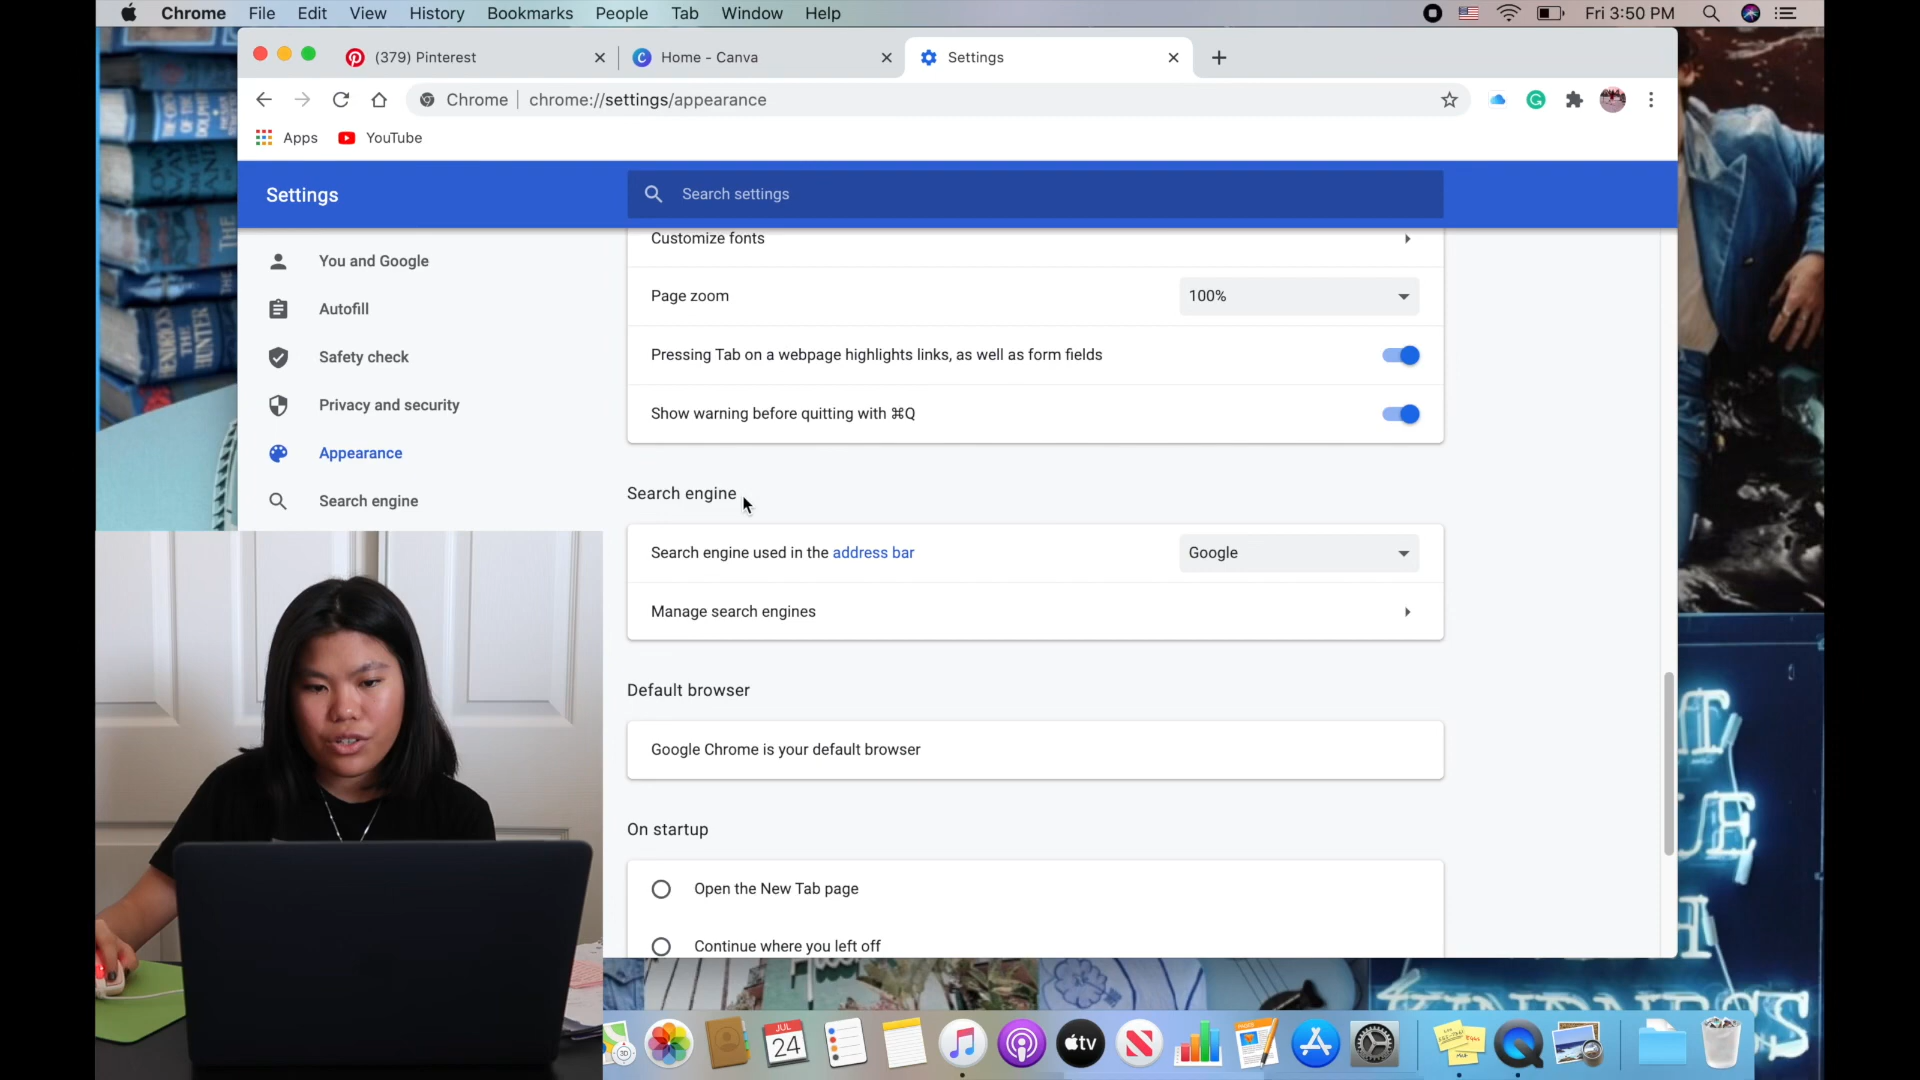 Chrome File Edit View History Bookmarks People Tab Window Help Fri 3:50 PM
(379) Pinterest Home - Canva Settings
Chrome chrome://settings/appearance
Apps YouTube
Settings Search settings
You and Google
Autofill
Safety check
Privacy and security
Appearance
Search engine
Customize fonts
Page zoom 100%
Pressing Tab on a webpage highlights links, as well as form fields
Show warning before quitting with ⌘Q
Search engine
Search engine used in the address bar Google
Manage search engines
Default browser
Google Chrome is your default browser
On startup
Open the New Tab page
Continue where you left off
THE
HUNTER
JUL
24
tv
3D